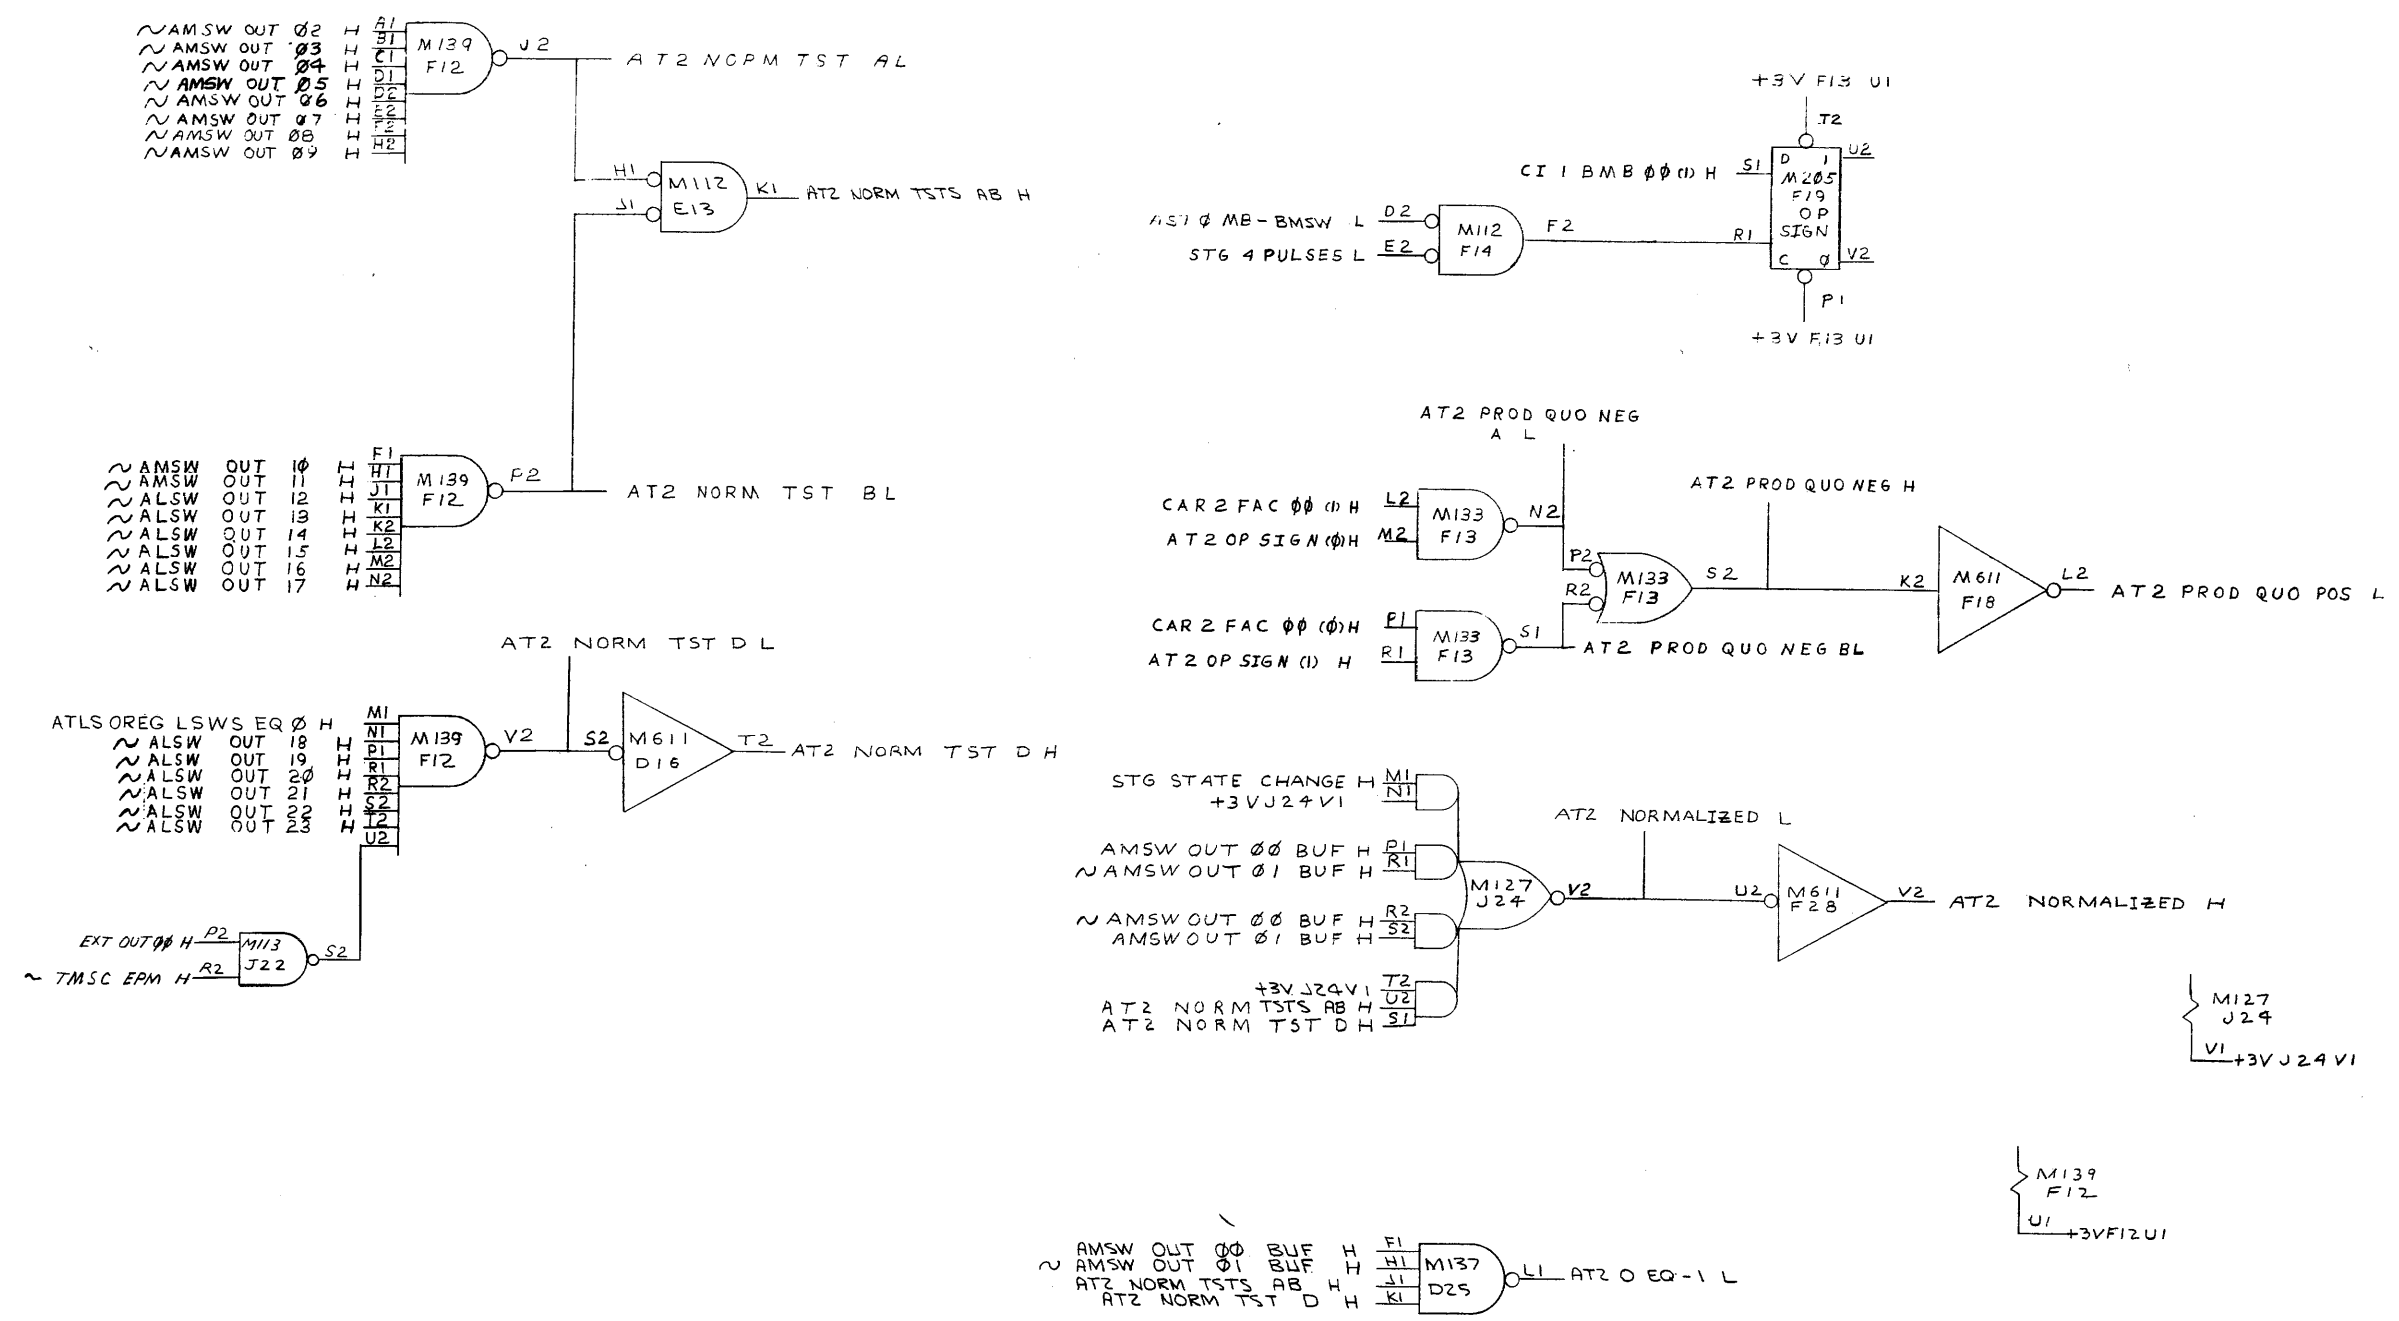 ~AMSW OUT Ø2 H A1
~AMSW OUT Ø3 H B1
~AMSW OUT Ø4 H C1
~AMSW OUT Ø5 H D1
~AMSW OUT Ø6 H D2
~AMSW OUT Ø7 H E2
~AMSW OUT Ø8 H F2
~AMSW OUT Ø9 H H2
M139
F12
J2
AT2 NORM TST AL
H1
J1
M112
E13
K1
AT2 NORM TSTS AB H
~AMSW OUT 1Ø H F1
~AMSW OUT 11 H H1
~ALSW OUT 12 H J1
~ALSW OUT 13 H K1
~ALSW OUT 14 H K2
~ALSW OUT 15 H L2
~ALSW OUT 16 H M2
~ALSW OUT 17 H N2
M139
F12
P2
AT2 NORM TST BL
AT2 NORM TST D L
ATLSOREG LSWS EQ Ø H M1
~ALSW OUT 18 H N1
~ALSW OUT 19 H P1
~ALSW OUT 2Ø H R1
~ALSW OUT 21 H R2
~ALSW OUT 22 H S2
~ALSW OUT 23 H T2
U2
M139
F12
V2
S2
M611
D16
T2
AT2 NORM TST D H
EXT OUT ØØ H P2
~ TMSC EPM H R2
M113
J22
S2
+3V F13 U1
T2
CI 1 BMB ØØ (1) H S1
D 1
M2Ø5
F19
OP
SIGN
C Ø
U2
V2
R1
P1
+3V F13 U1
MB-BMSW L D2
STG 4 PULSES L E2
M112
F14
F2
AT2 PROD QUO NEG
A L
CAR 2 FAC ØØ (1) H L2
AT2 OP SIGN (Ø) H M2
M133
F13
N2
CAR 2 FAC ØØ (Ø) H P1
AT2 OP SIGN (1) H R1
M133
F13
S1
AT2 PROD QUO NEG BL
P2
R2
M133
F13
S2
AT2 PROD QUO NEG H
K2
M611
F18
L2
AT2 PROD QUO POS L
STG STATE CHANGE H M1
+3V J24V1 N1
AMSW OUT ØØ BUF H P1
~AMSW OUT Ø1 BUF H R1
~AMSW OUT ØØ BUF H R2
AMSW OUT Ø1 BUF H S2
+3V J24V1 T2
AT2 NORM TSTS AB H U2
AT2 NORM TST D H S1
M127
J24
V2
AT2 NORMALIZED L
U2
M611
F28
V2
AT2 NORMALIZED H
M127
J24
V1
+3V J24 V1
M139
F12
U1
+3VF12U1
AMSW OUT ØØ BUF H F1
~ AMSW OUT Ø1 BUF H H1
AT2 NORM TSTS AB H J1
AT2 NORM TST D H K1
M137
D25
L1
AT2 O EQ-1 L